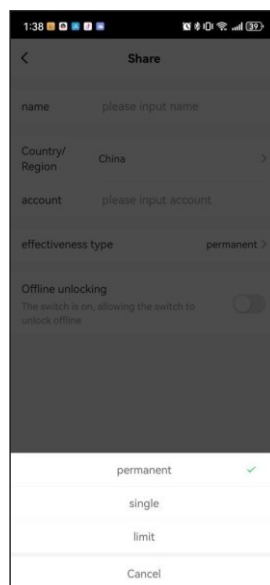 1:38
39
Share
name please input name
Country/
Region
China
account please input account
effectiveness type permanent
Offline unlocking
The switch is on, allowing the switch to
unlock offline
permanent
single
limit
Cancel